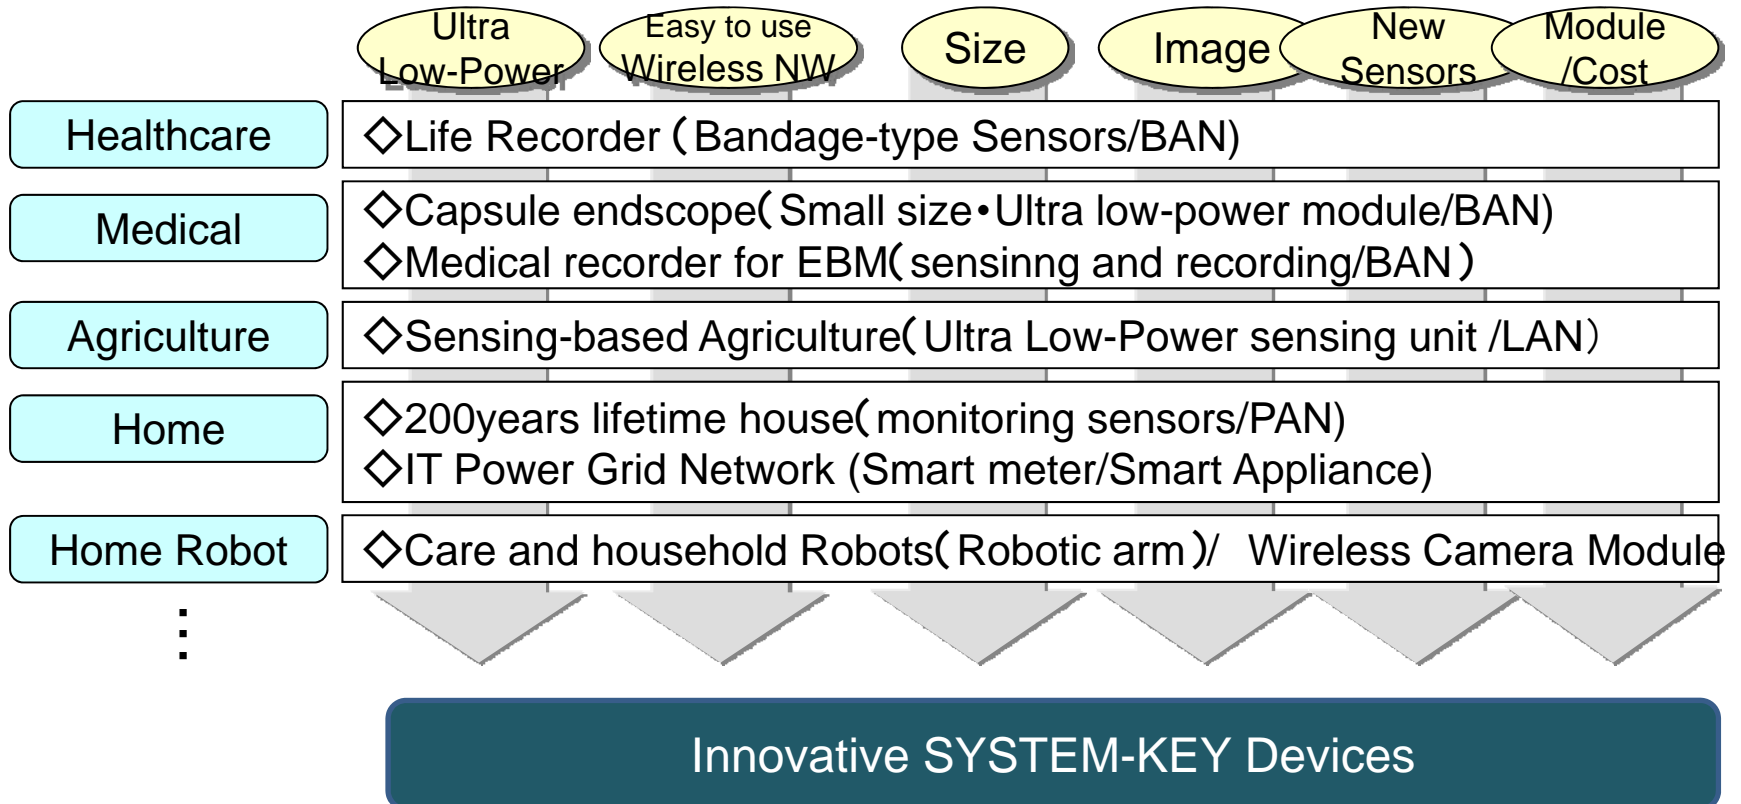 Ultra
Low-Power
Easy to use
Wireless NW
Size
Image
New
Sensors
Module
/Cost
Healthcare
◇Life Recorder（Bandage-type Sensors/BAN)
Medical
◇Capsule endscope(Small size・Ultra low-power module/BAN)
◇Medical recorder for EBM(sensinng and recording/BAN）
Agriculture
◇Sensing-based Agriculture(Ultra Low-Power sensing unit /LAN）
Home
◇200years lifetime house(monitoring sensors/PAN)
◇IT Power Grid Network (Smart meter/Smart Appliance)
Home Robot
◇Care and household Robots(Robotic arm)/ Wireless Camera Module
⋮
Innovative SYSTEM-KEY Devices